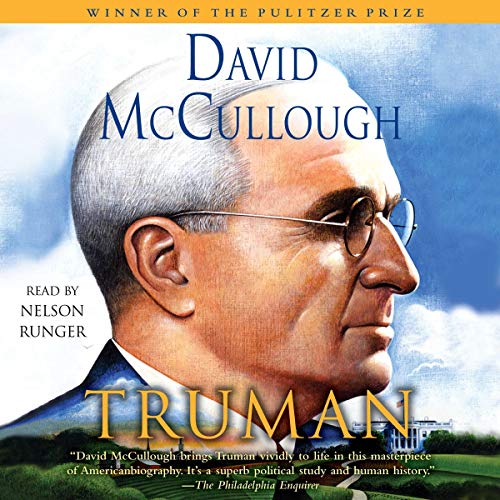 WINNER OF THE PULITZER PRIZE
DAVID
MCCULLOUGH
READ BY
NELSON
RUNGER
TRUMAN
“David McCullough brings Truman vividly to life in this masterpiece
of Americanbiography. It’s a superb political study and human history.”
—The Philadelphia Enquirer